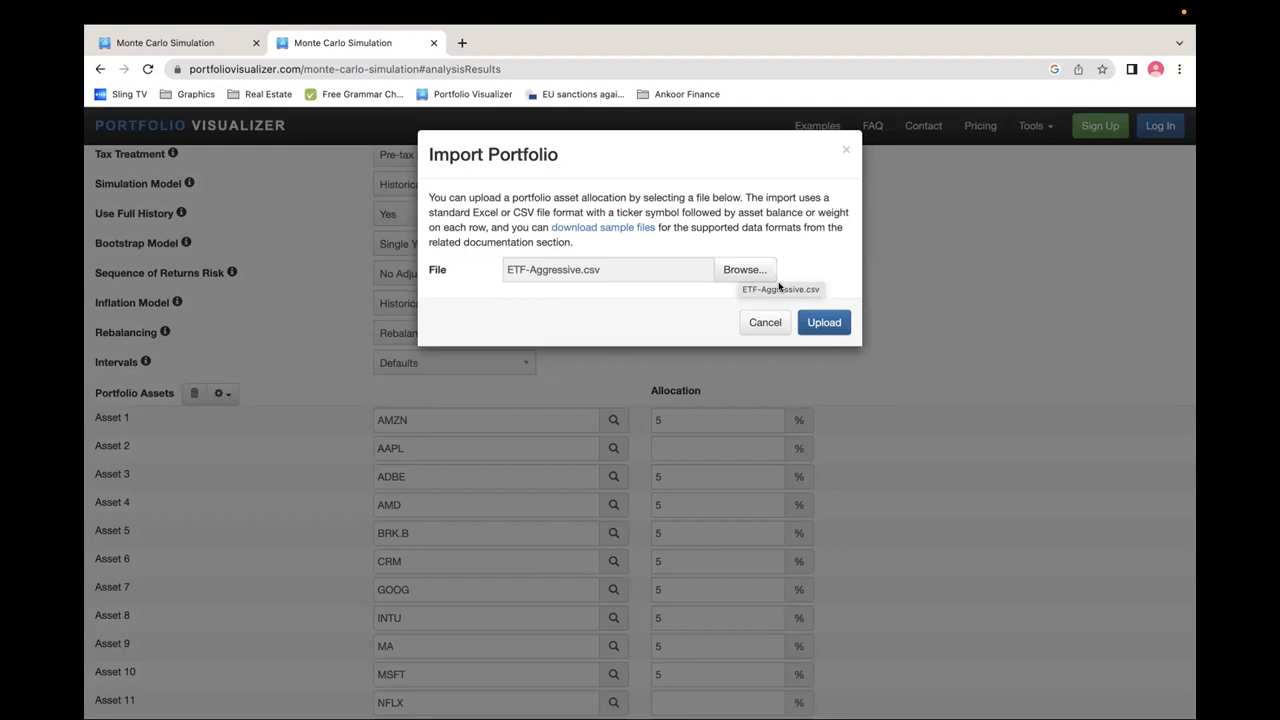 Monte Carlo Simulation
Monte Carlo Simulation
portfoliovisualizer.com/monte-carlo-simulation#analysisResults
Sling TV Graphics Real Estate Free Grammar Ch... Portfolio Visualizer EU sanctions agai... Ankoor Finance
PORTFOLIO VISUALIZER Examples FAQ Contact Pricing Tools Sign Up Log In
Import Portfolio
You can upload a portfolio asset allocation by selecting a file below. The import uses a
standard Excel or CSV file format with a ticker symbol followed by asset balance or weight
on each row, and you can download sample files for the supported data formats from the
related documentation section.
File ETF-Aggressive.csv Browse...
ETF-Aggressive.csv
Cancel Upload
Tax Treatment Pre-tax
Simulation Model Historic
Use Full History Yes
Bootstrap Model Single Y
Sequence of Returns Risk No Adju
Inflation Model Historic
Rebalancing Rebalan
Intervals Defaults
Portfolio Assets Allocation
Asset 1 AMZN 5 %
Asset 2 AAPL %
Asset 3 ADBE 5 %
Asset 4 AMD 5 %
Asset 5 BRK.B 5 %
Asset 6 CRM 5 %
Asset 7 GOOG 5 %
Asset 8 INTU 5 %
Asset 9 MA 5 %
Asset 10 MSFT 5 %
Asset 11 NFLX %